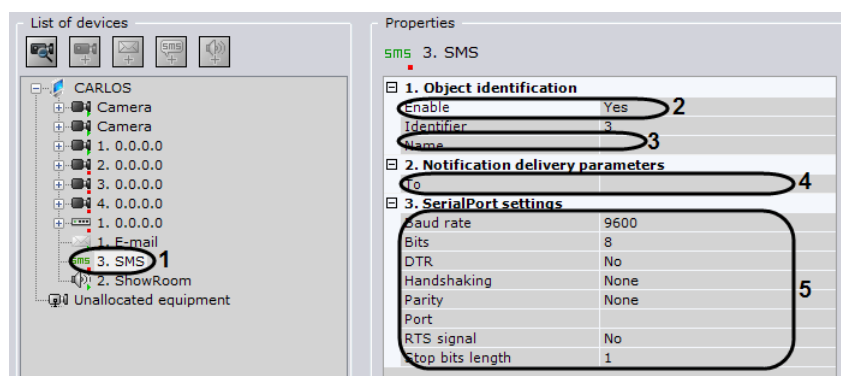 List of devices
sms
CARLOS
Camera
Camera
1. 0.0.0.0
2. 0.0.0.0
3. 0.0.0.0
4. 0.0.0.0
1. 0.0.0.0
1. E-mail
sms 3. SMS 1
2. ShowRoom
Unallocated equipment
Properties
sms 3. SMS
1. Object identification
Enable Yes 2
Identifier 3
Name 3
2. Notification delivery parameters
To 4
3. SerialPort settings
Baud rate 9600
Bits 8
DTR No
Handshaking None
Parity None
5
Port
RTS signal No
Stop bits length 1